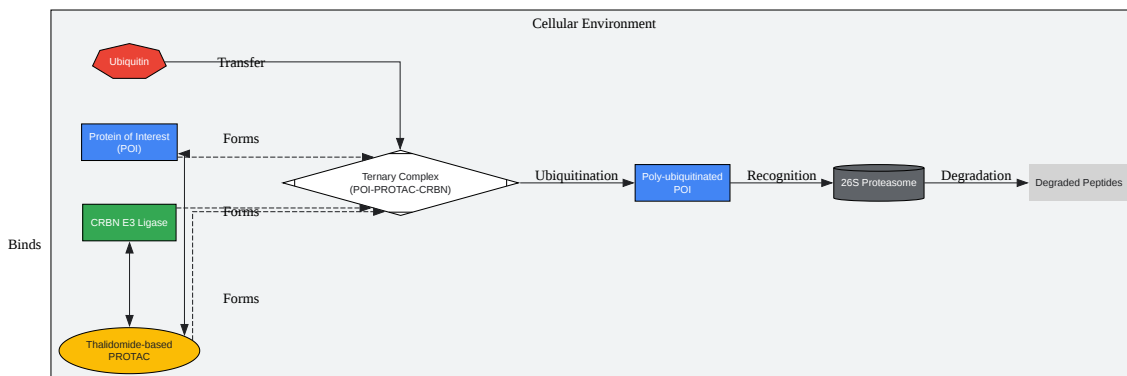 Cellular Environment
Ubiquitin
Transfer
Protein of Interest
(POI)
Forms
Ternary Complex
(POI-PROTAC-CRBN)
Ubiquitination
Poly-ubiquitinated
POI
Recognition
26S Proteasome
Degradation
Degraded Peptides
CRBN E3 Ligase
Forms
Binds
Forms
Thalidomide-based
PROTAC